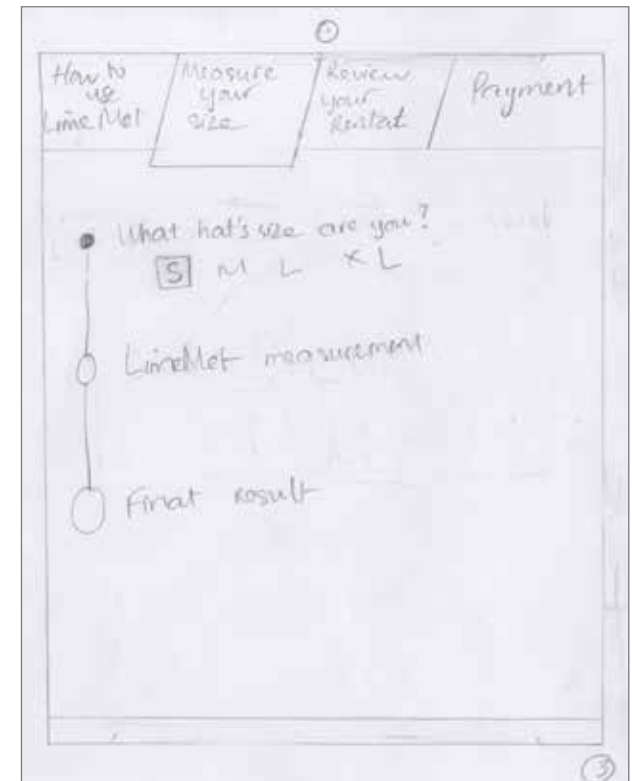 How to
use
LimeMet
Measure
your
size
Review
your
Rental
Payment
What hat's size are you?
S M L XL
LimeMet measurement
Final Result
3